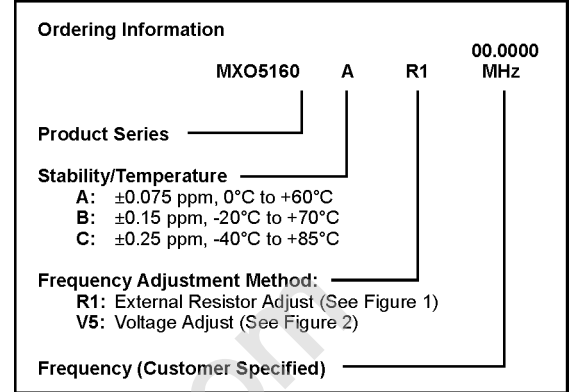 Ordering Information
00.0000
MXO5160 A R1 MHz
Product Series
Stability/Temperature
A: ±0.075 ppm, 0°C to +60°C
B: ±0.15 ppm, -20°C to +70°C
C: ±0.25 ppm, -40°C to +85°C
Frequency Adjustment Method:
R1: External Resistor Adjust (See Figure 1)
V5: Voltage Adjust (See Figure 2)
Frequency (Customer Specified)
com